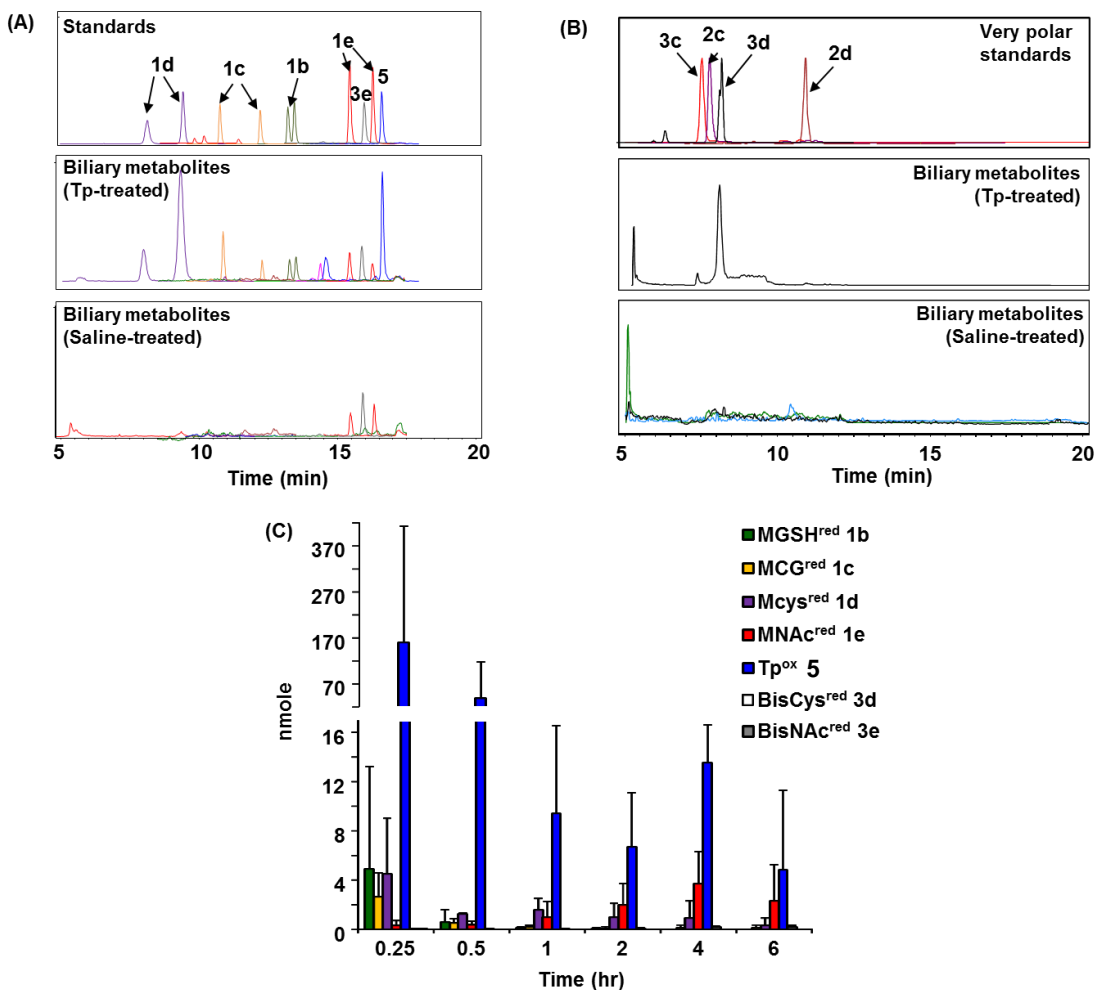 (A)
Standards
1d
1c
1b
1e
3e
5
Biliary metabolites
(Tp-treated)
Biliary metabolites
(Saline-treated)
5 10 15 20
Time (min)
(B)
Very polar
standards
3c
2c
3d
2d
Biliary metabolites
(Tp-treated)
Biliary metabolites
(Saline-treated)
5 10 15 20
Time (min)
(C)
370
270
170
70
16
12
8
4
0
nmole
0.25 0.5 1 2 4 6
Time (hr)
MGSHred 1b
MCGred 1c
Mcysred 1d
MNAcred 1e
Tpox 5
BisCysred 3d
BisNAcred 3e